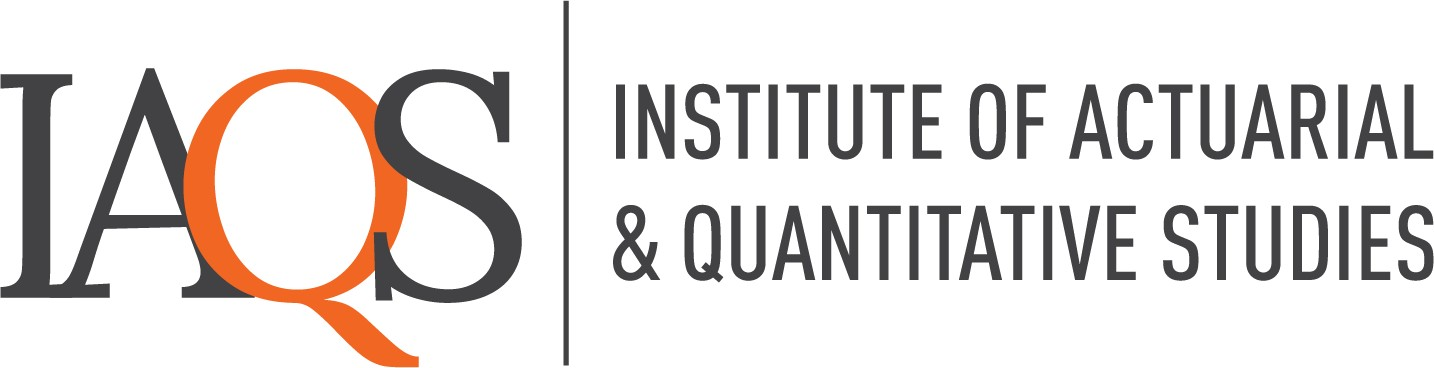 IAQS
INSTITUTE OF ACTUARIAL
& QUANTITATIVE STUDIES